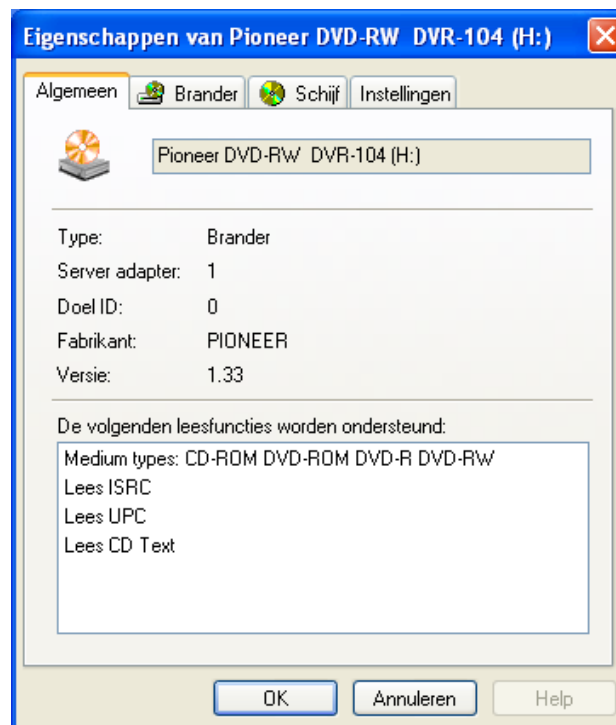 Eigenschappen van Pioneer DVD-RW DVR-104 (H:)
Algemeen Brander Schijf Instellingen
Pioneer DVD-RW DVR-104 (H:)
Type: Brander
Server adapter: 1
Doel ID: 0
Fabrikant: PIONEER
Versie: 1.33
De volgenden leesfuncties worden ondersteund:
Medium types: CD-ROM DVD-ROM DVD-R DVD-RW
Lees ISRC
Lees UPC
Lees CD Text
OK Annuleren Help